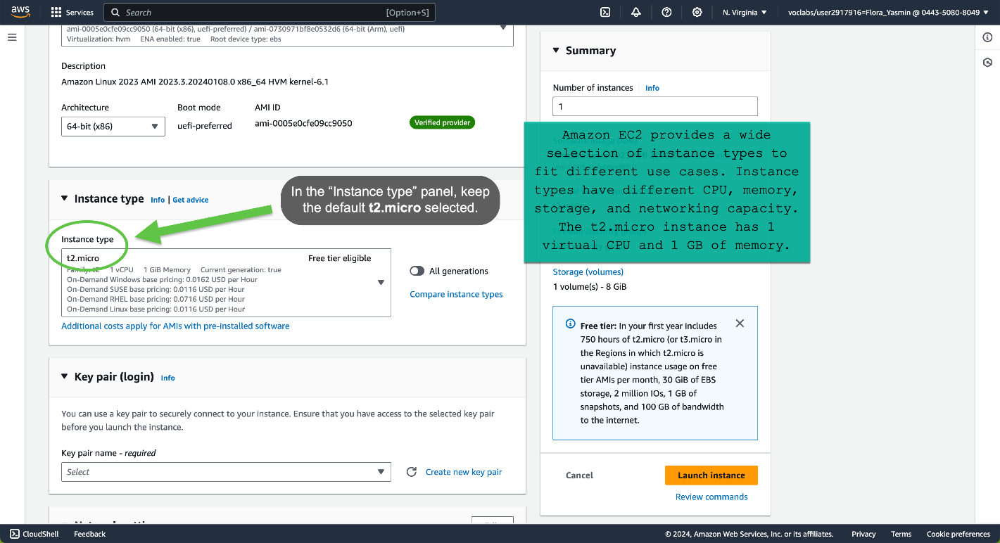 aws
Services
Search
[Option+S]
N. Virginia
voclabs/user2917916=Flora_Yasmin @ 0443-5080-8049
ami-0005e0cfe09cc9050 (64-bit (x86), uefi-preferred) / ami-0730971bf8e0532d6 (64-bit (Arm), uefi)
Virtualization: hvm ENA enabled: true Root device type: ebs
Description
Amazon Linux 2023 AMI 2023.3.20240108.0 x86_64 HVM kernel-6.1
Architecture
Boot mode
AMI ID
64-bit (x86)
uefi-preferred
ami-0005e0cfe09cc9050
Verified provider
Instance type
Info | Get advice
In the “Instance type” panel, keep
the default t2.micro selected.
Instance type
t2.micro
Free tier eligible
Family: t2 1 vCPU 1 GiB Memory Current generation: true
On-Demand Windows base pricing: 0.0162 USD per Hour
On-Demand SUSE base pricing: 0.0116 USD per Hour
On-Demand RHEL base pricing: 0.0716 USD per Hour
On-Demand Linux base pricing: 0.0116 USD per Hour
All generations
Compare instance types
Additional costs apply for AMIs with pre-installed software
Key pair (login)
Info
You can use a key pair to securely connect to your instance. Ensure that you have access to the selected key pair
before you launch the instance.
Key pair name - required
Select
Create new key pair
Summary
Number of instances
Info
1
Amazon EC2 provides a wide
selection of instance types to
fit different use cases. Instance
types have different CPU, memory,
storage, and networking capacity.
The t2.micro instance has 1
virtual CPU and 1 GB of memory.
Storage (volumes)
1 volume(s) - 8 GiB
Free tier: In your first year includes
750 hours of t2.micro (or t3.micro in
the Regions in which t2.micro is
unavailable) instance usage on free
tier AMIs per month, 30 GiB of EBS
storage, 2 million IOs, 1 GB of
snapshots, and 100 GB of bandwidth
to the internet.
Cancel
Launch instance
Review commands
CloudShell
Feedback
© 2024, Amazon Web Services, Inc. or its affiliates.
Privacy
Terms
Cookie preferences